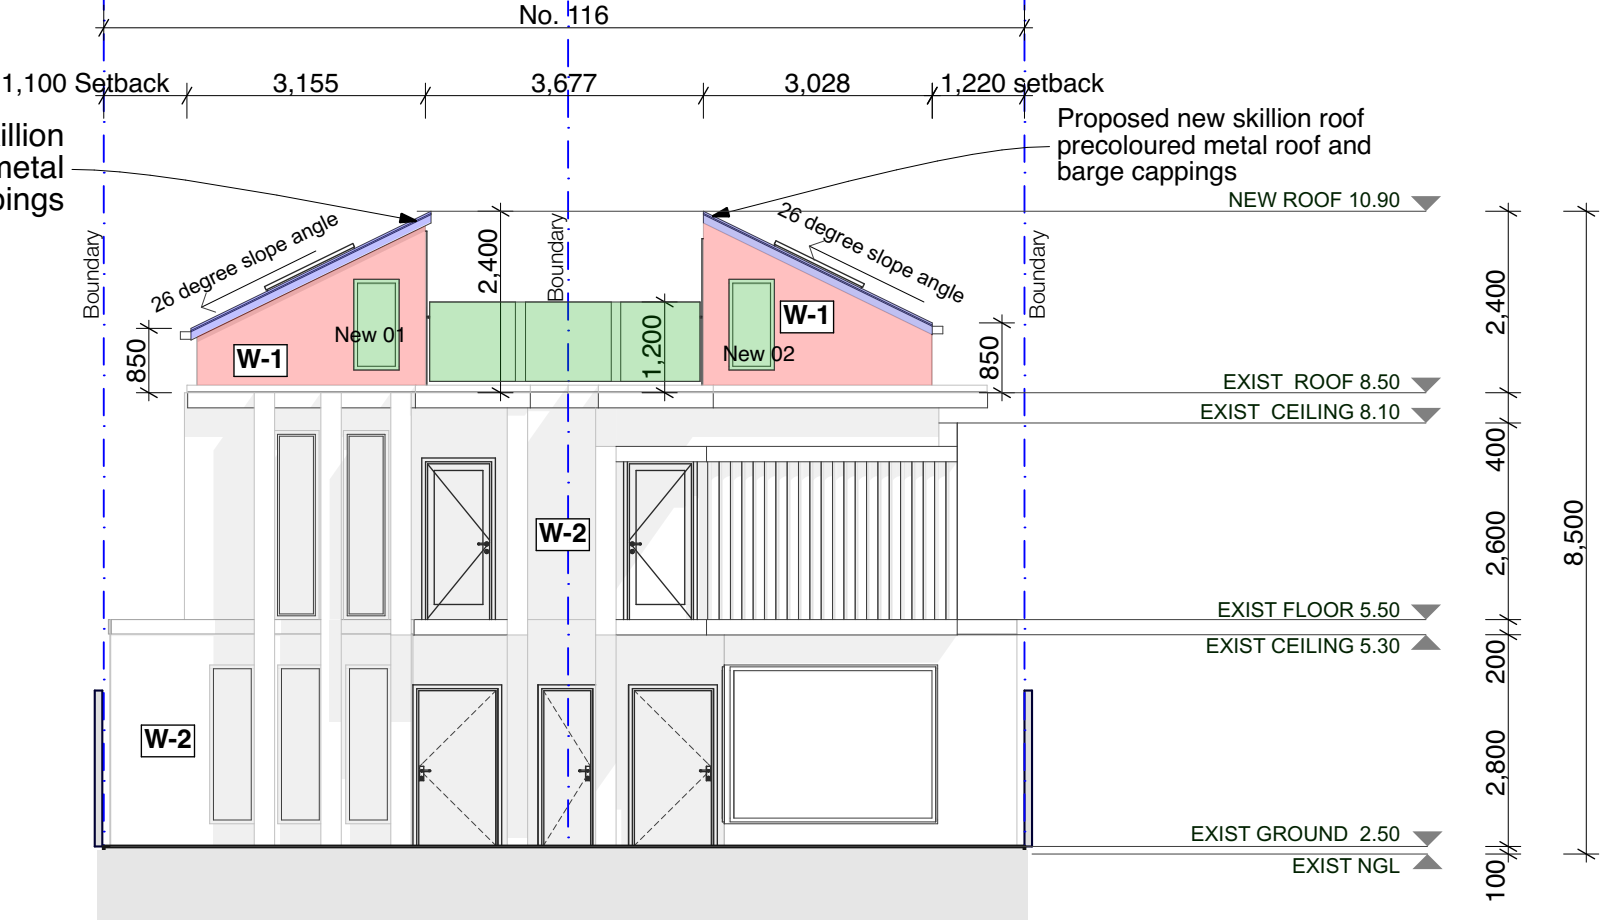 No. 116
1,100 Setback
3,155
3,677
3,028
1,220 setback
Proposed new skillion roof
precoloured metal roof and
barge cappings
metal
NEW ROOF 10.90
26 degree slope angle
26 degree slope angle
Boundary
Boundary
Boundary
2,400
2,400
850
W-1
New 01
1,200
New 02
W-1
850
EXIST ROOF 8.50
EXIST CEILING 8.10
400
W-2
2,600
8,500
EXIST FLOOR 5.50
EXIST CEILING 5.30
200
W-2
2,800
EXIST GROUND 2.50
EXIST NGL
100